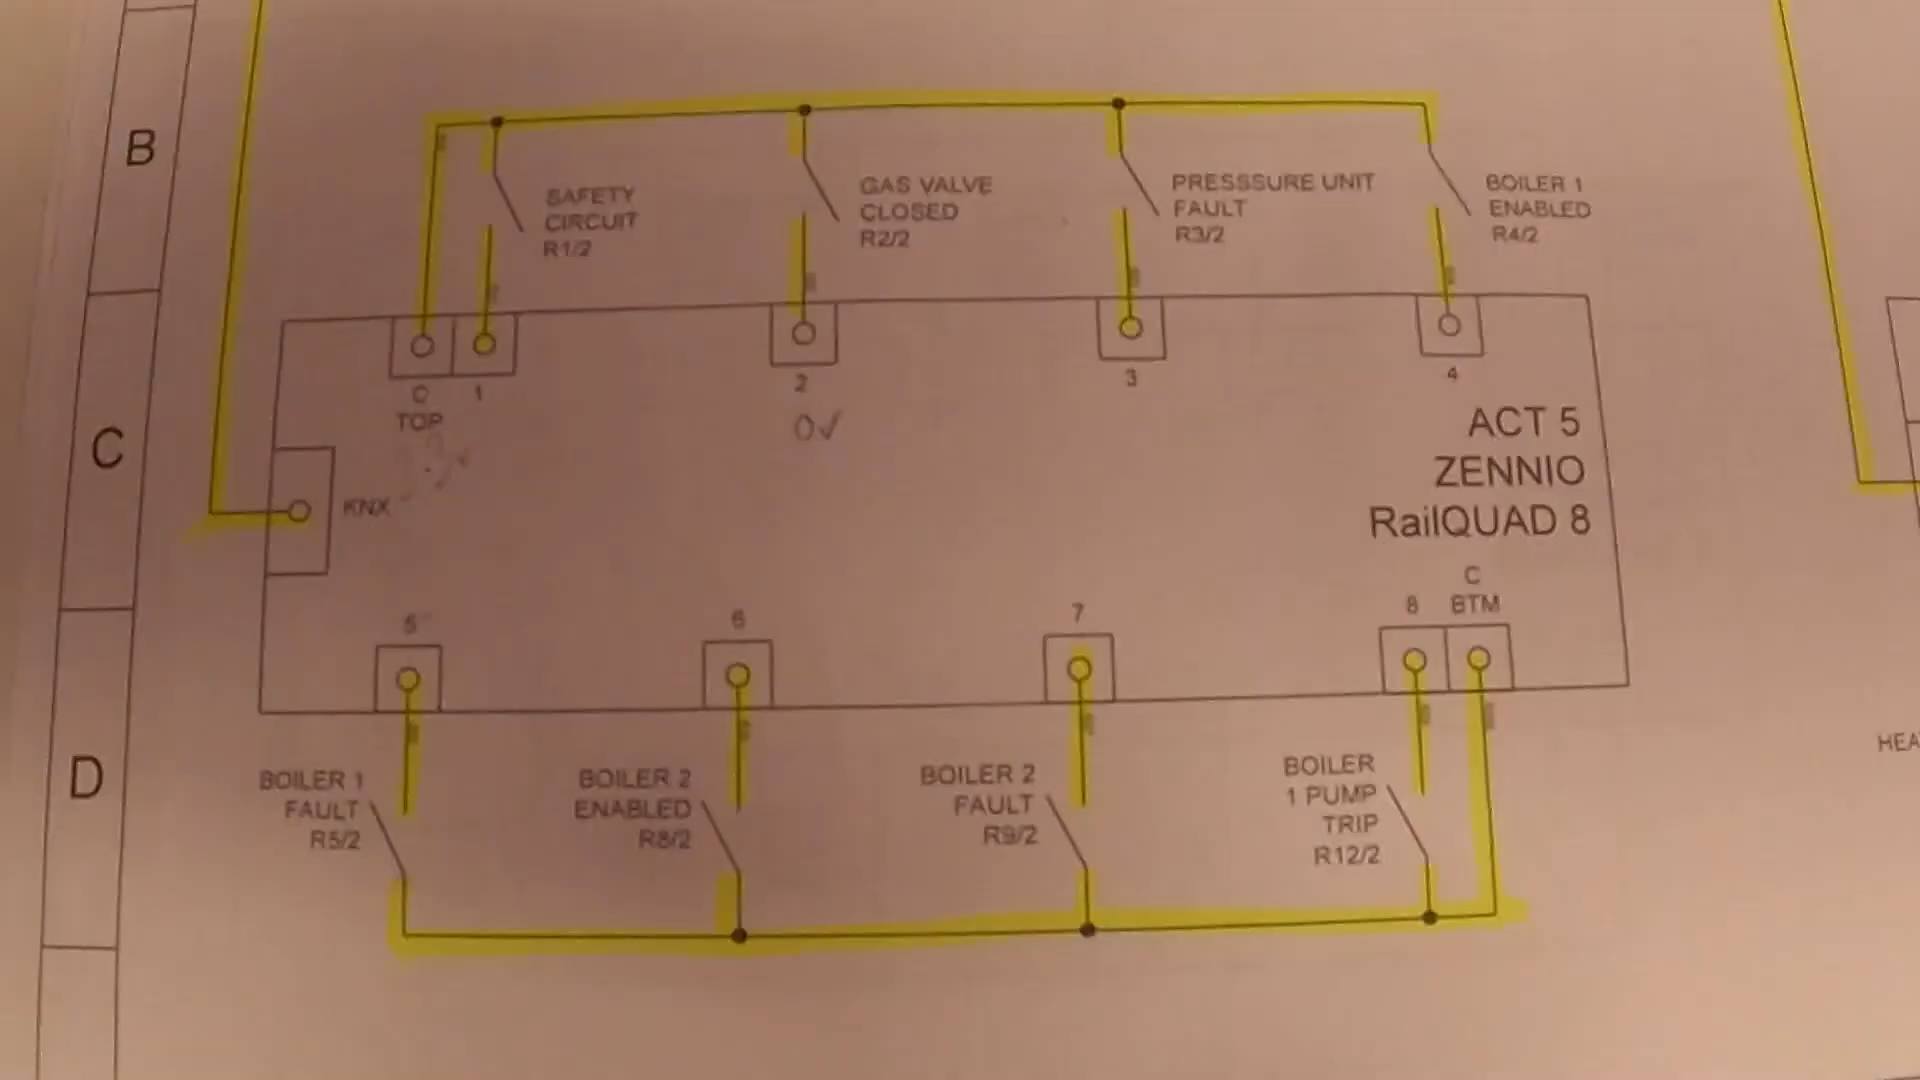 B
SAFETY
CIRCUIT
R1/2
GAS VALVE
CLOSED
R2/2
PRESSSURE UNIT
FAULT
R3/2
BOILER 1
ENABLED
R4/2
C
C 1
TOP
2
0✓
3
4
ACT 5
ZENNIO
RailQUAD 8
KNX
5
6
7
8
C
BTM
D
BOILER 1
FAULT
R5/2
BOILER 2
ENABLED
R8/2
BOILER 2
FAULT
R9/2
BOILER
1 PUMP
TRIP
R12/2
HEA